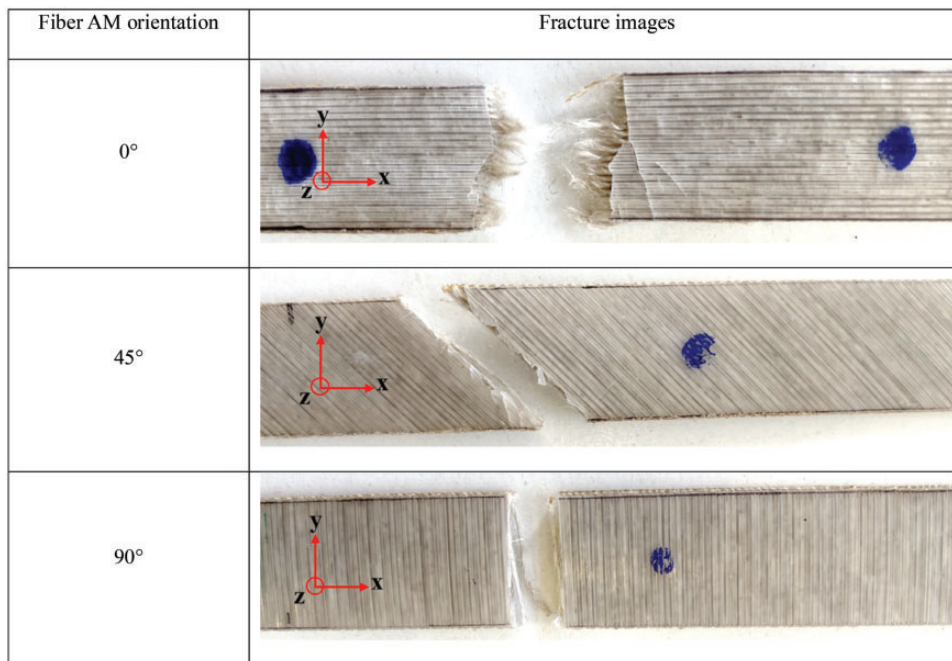 Fiber AM orientation
Fracture images
0°
y
z
x
45°
y
z
x
90°
y
z
x